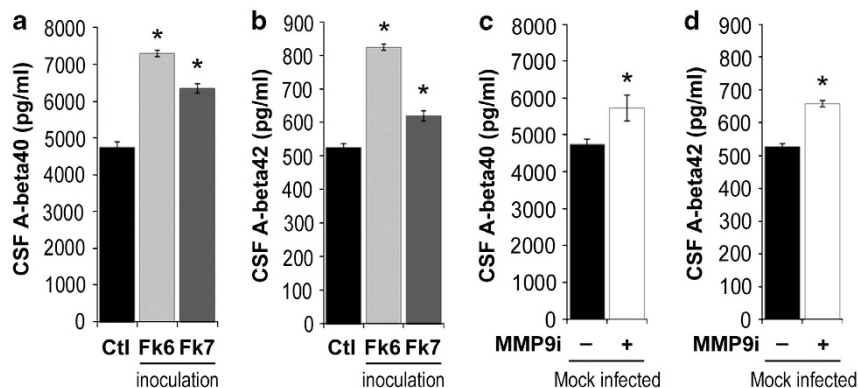 a
CSF A-beta40 (pg/ml)
8000
7000
6000
5000
4000
3000
2000
1000
0
*
*
Ctl Fk6 Fk7
inoculation
b
CSF A-beta42 (pg/ml)
900
800
700
600
500
400
300
200
100
0
*
*
Ctl Fk6 Fk7
inoculation
c
CSF A-beta40 (pg/ml)
8000
7000
6000
5000
4000
3000
2000
1000
0
*
MMP9i – +
Mock infected
d
CSF A-beta42 (pg/ml)
900
800
700
600
500
400
300
200
100
0
*
MMP9i – +
Mock infected